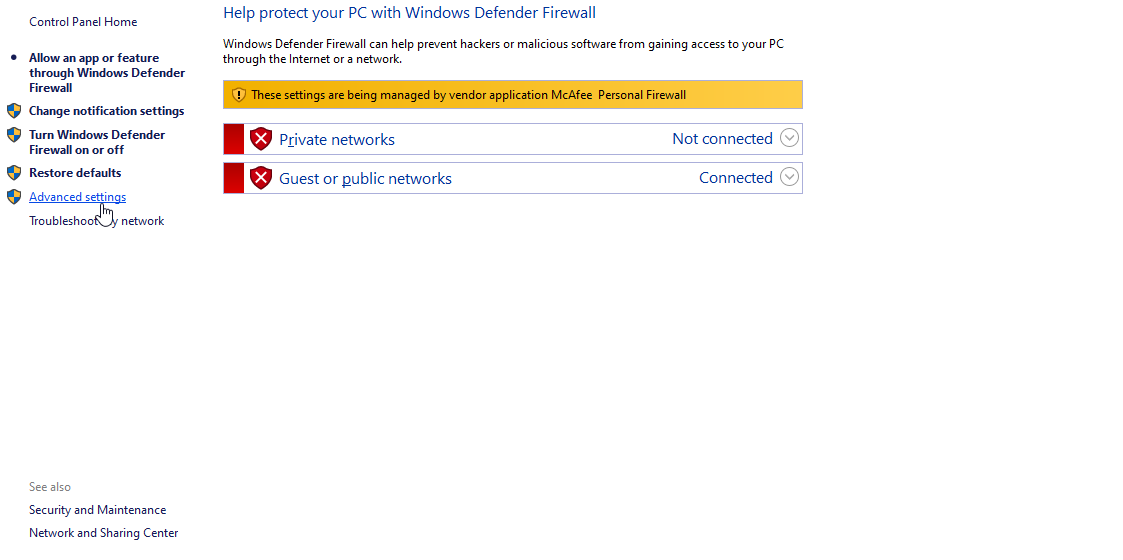 Control Panel Home
Allow an app or feature
through Windows Defender
Firewall
Change notification settings
Turn Windows Defender
Firewall on or off
Restore defaults
Advanced settings
Troubleshoot network
Help protect your PC with Windows Defender Firewall
Windows Defender Firewall can help prevent hackers or malicious software from gaining access to your PC
through the Internet or a network.
These settings are being managed by vendor application McAfee  Personal Firewall
Private networks Not connected
Guest or public networks Connected
See also
Security and Maintenance
Network and Sharing Center